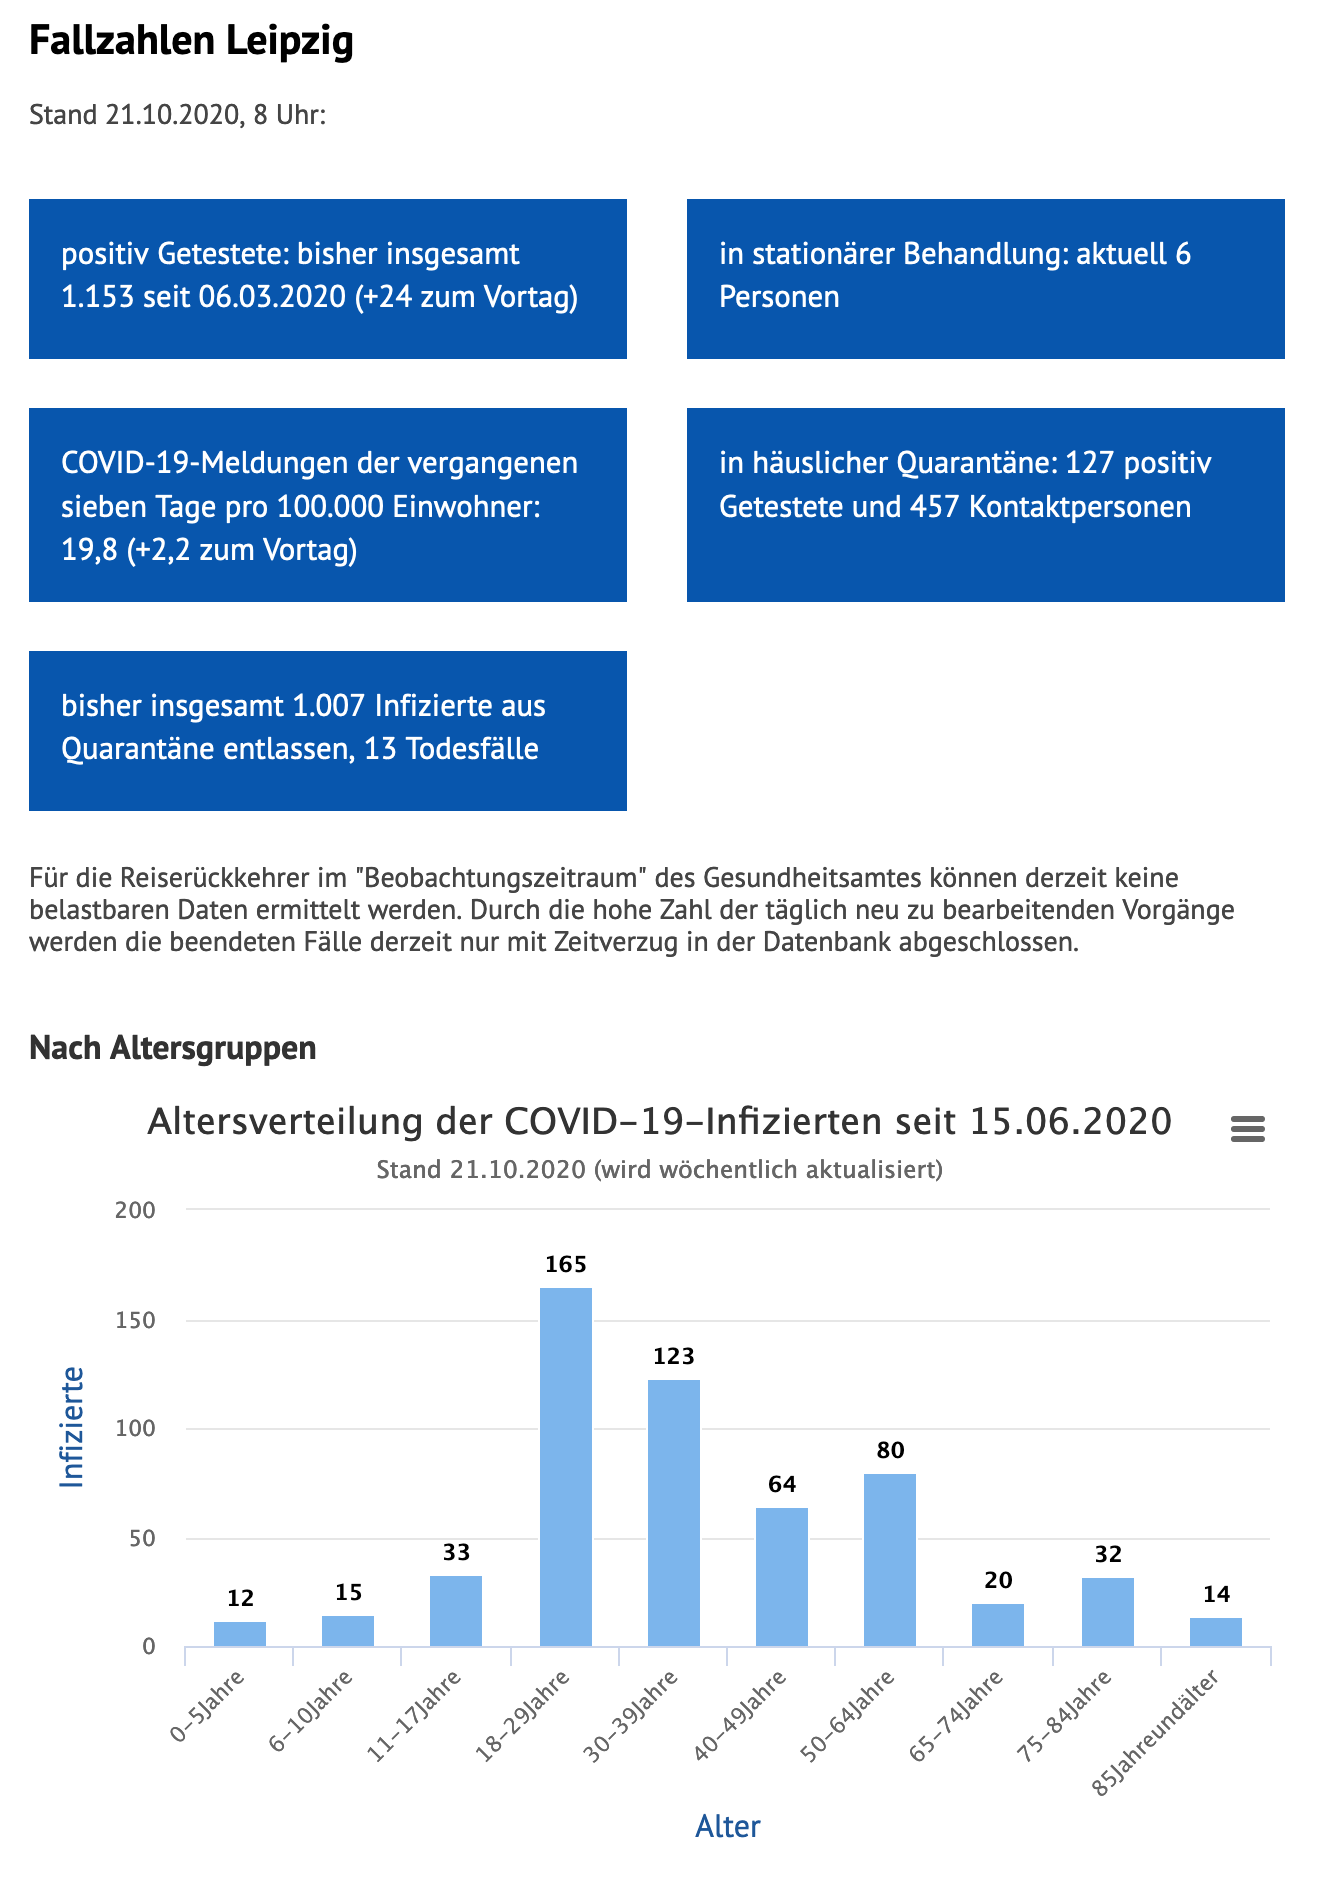 Fallzahlen Leipzig
Stand 21.10.2020, 8 Uhr:
positiv Getestete: bisher insgesamt
1.153 seit 06.03.2020 (+24 zum Vortag)
in stationärer Behandlung: aktuell 6
Personen
COVID-19-Meldungen der vergangenen
sieben Tage pro 100.000 Einwohner:
19,8 (+2,2 zum Vortag)
in häuslicher Quarantäne: 127 positiv
Getestete und 457 Kontaktpersonen
bisher insgesamt 1.007 Infizierte aus
Quarantäne entlassen, 13 Todesfälle
Für die Reiserückkehrer im "Beobachtungszeitraum" des Gesundheitsamtes können derzeit keine
belastbaren Daten ermittelt werden. Durch die hohe Zahl der täglich neu zu bearbeitenden Vorgänge
werden die beendeten Fälle derzeit nur mit Zeitverzug in der Datenbank abgeschlossen.
Nach Altersgruppen
Altersverteilung der COVID-19-Infizierten seit 15.06.2020
Stand 21.10.2020 (wird wöchentlich aktualisiert)
Infizierte
200
150
100
50
0
12
15
33
165
123
64
80
20
32
14
0-5Jahre
6-10Jahre
11-17Jahre
18-29Jahre
30-39Jahre
40-49Jahre
50-64Jahre
65-74Jahre
75-84Jahre
85Jahreundälter
Alter